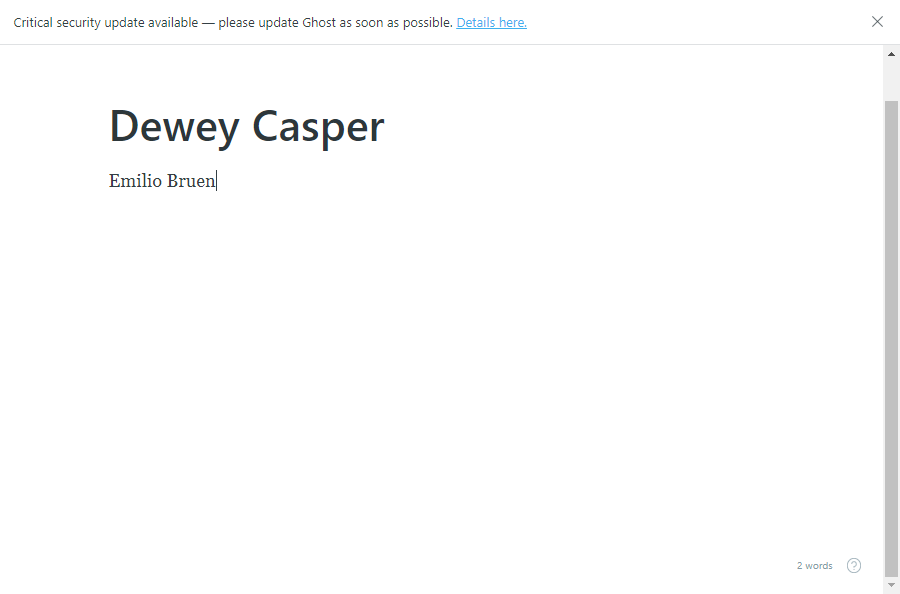 Critical security update available — please update Ghost as soon as possible. Details here.
Dewey Casper
Emilio Bruen
2 words